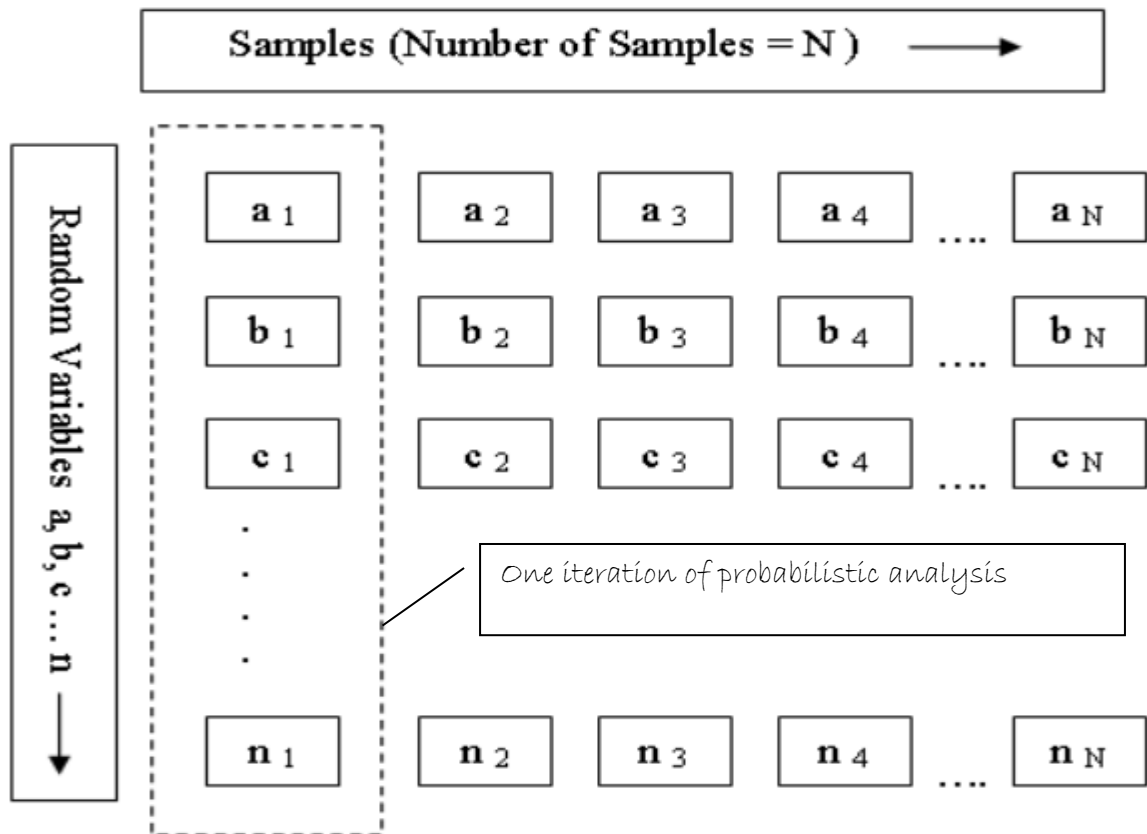 Samples (Number of Samples = N )
Random Variables a, b, c ... n
a 1 a 2 a 3 a 4 .... a N
b 1 b 2 b 3 b 4 .... b N
c 1 c 2 c 3 c 4 .... c N
One iteration of probabilistic analysis
n 1 n 2 n 3 n 4 .... n N